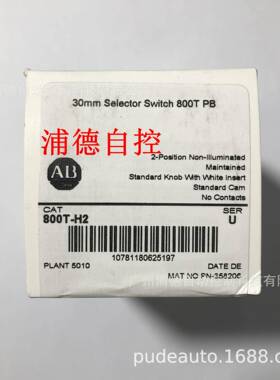 30mm Selector Switch 800T PB
浦德自控
2-Position Non-Illuminated
Maintained
Standard Knob With White Insert
Standard Cam
No Contacts
AB
CAT
SER
800T-H2
U
10781180625197
PLANT 5010
DATE DE
MAT NO PN-358206
pudeauto.1688.c